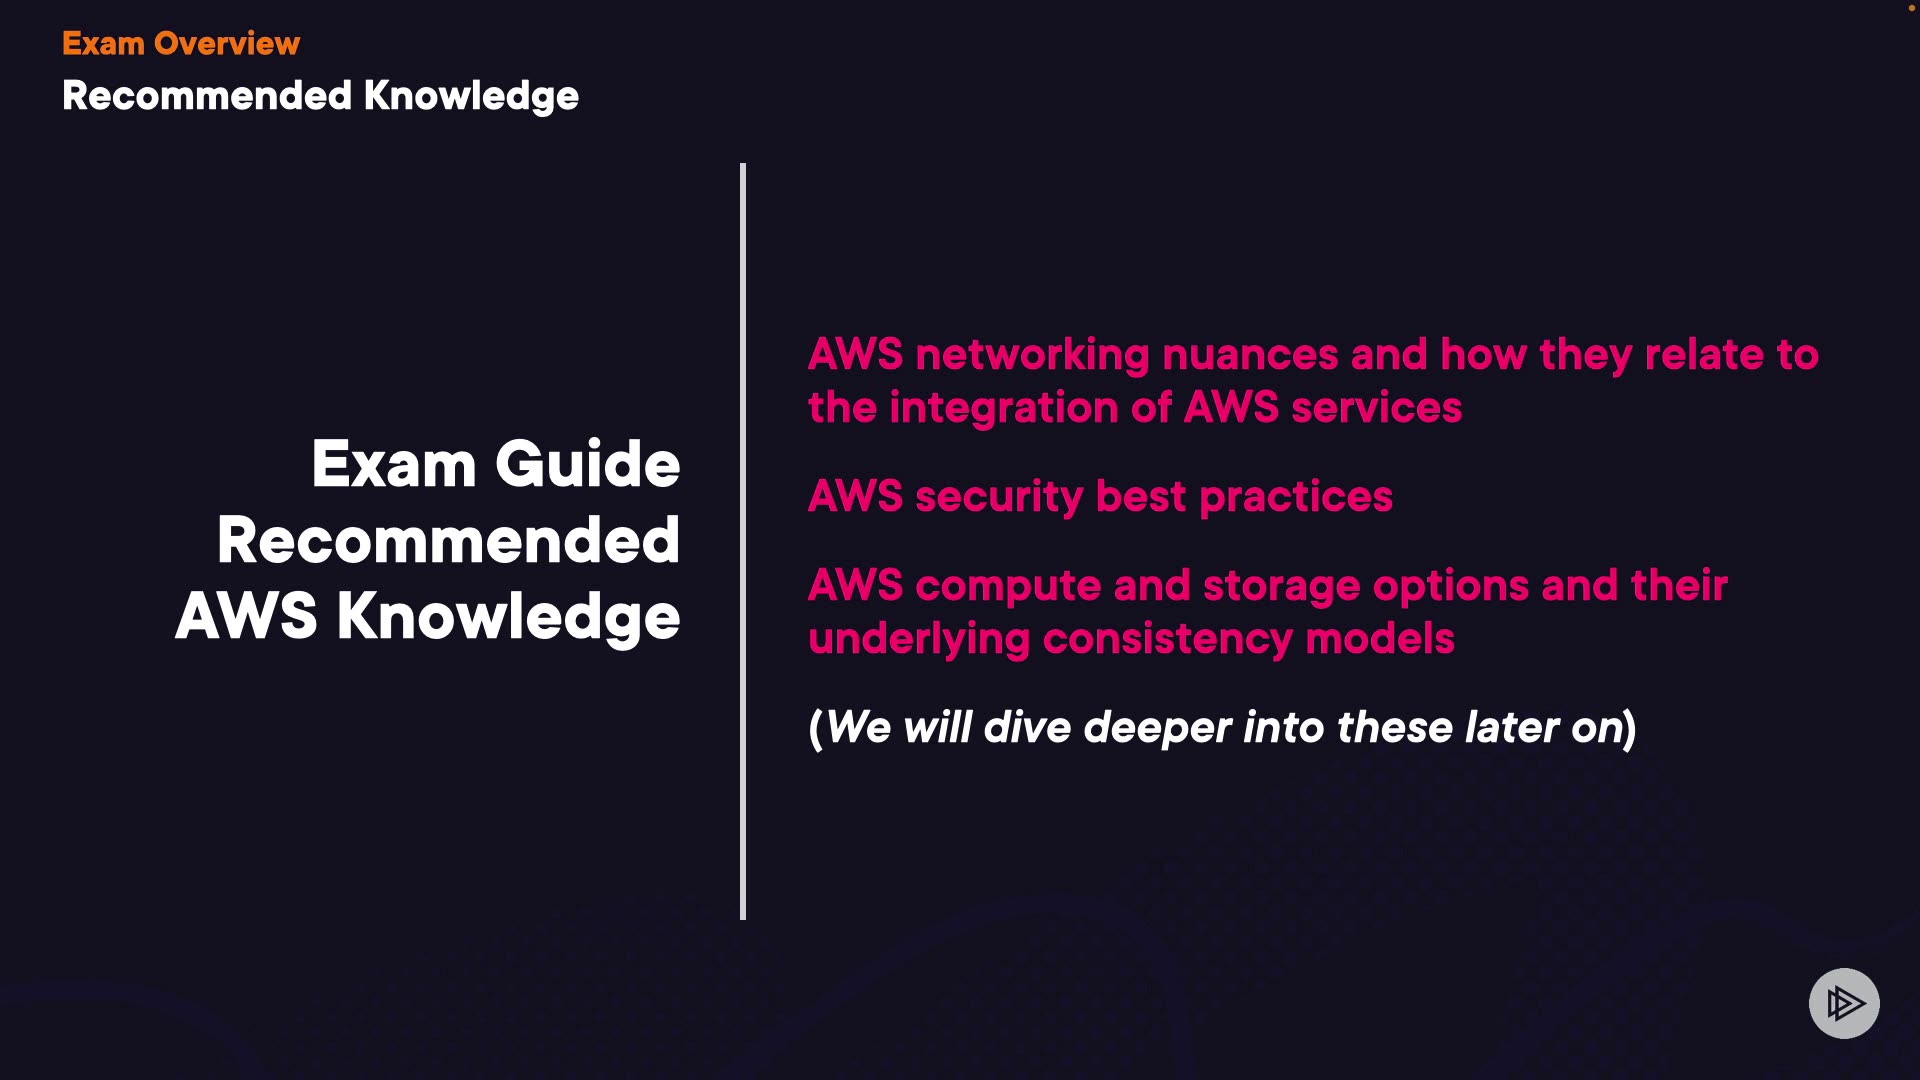 Exam Overview
Recommended Knowledge
Exam Guide
Recommended
AWS Knowledge
AWS networking nuances and how they relate to
the integration of AWS services
AWS security best practices
AWS compute and storage options and their
underlying consistency models
(We will dive deeper into these later on)